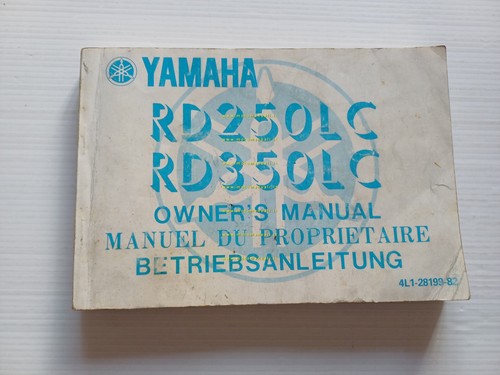 YAMAHA
RD250LC
RD350LC
OWNER'S MANUAL
MANUEL DU PROPRIETAIRE
BETRIEBSANLEITUNG
4L1-28199-82